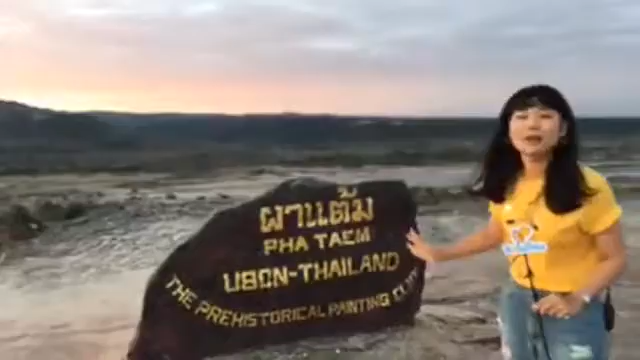 ผาแต้ม
PHA TAEM
UBON-THAILAND
THE PREHISTORICAL PAINTING CLIFF